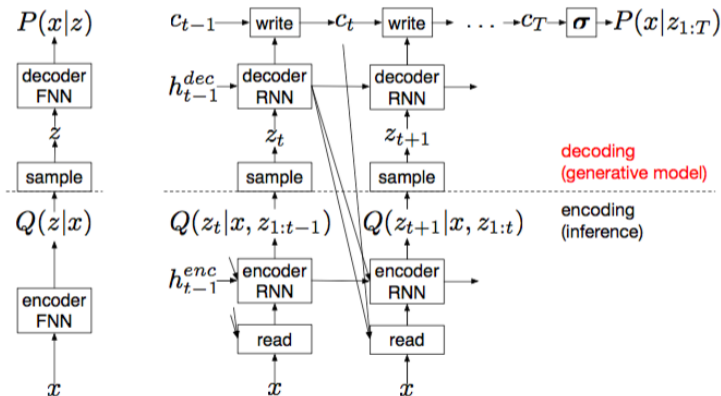 P(x|z) c_{t−1} write c_t write . . . c_T σ P(x|z_{1:T})
decoder FNN h_{t−1}^{dec} decoder RNN decoder RNN
z z_t z_{t+1}
sample sample sample
decoding
(generative model)
Q(z|x) Q(z_t|x, z_{1:t−1}) Q(z_{t+1}|x, z_{1:t})
encoding
(inference)
encoder FNN h_{t−1}^{enc} encoder RNN encoder RNN
read read
x x x